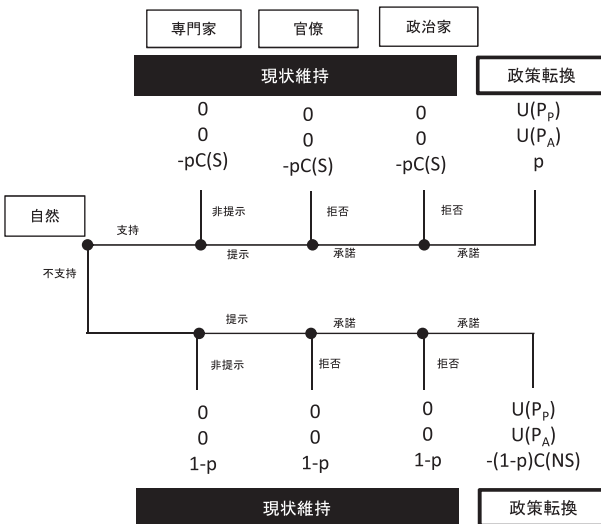 専門家 官僚 政治家
現状維持 政策転換
0 0 0 U(P_P)
0 0 0 U(P_A)
-pC(S) -pC(S) -pC(S) p
自然
非提示 拒否 拒否
支持 提示 承諾 承諾
不支持
提示 承諾 承諾
非提示 拒否 拒否
0 0 0 U(P_P)
0 0 0 U(P_A)
1-p 1-p 1-p -(1-p)C(NS)
現状維持 政策転換